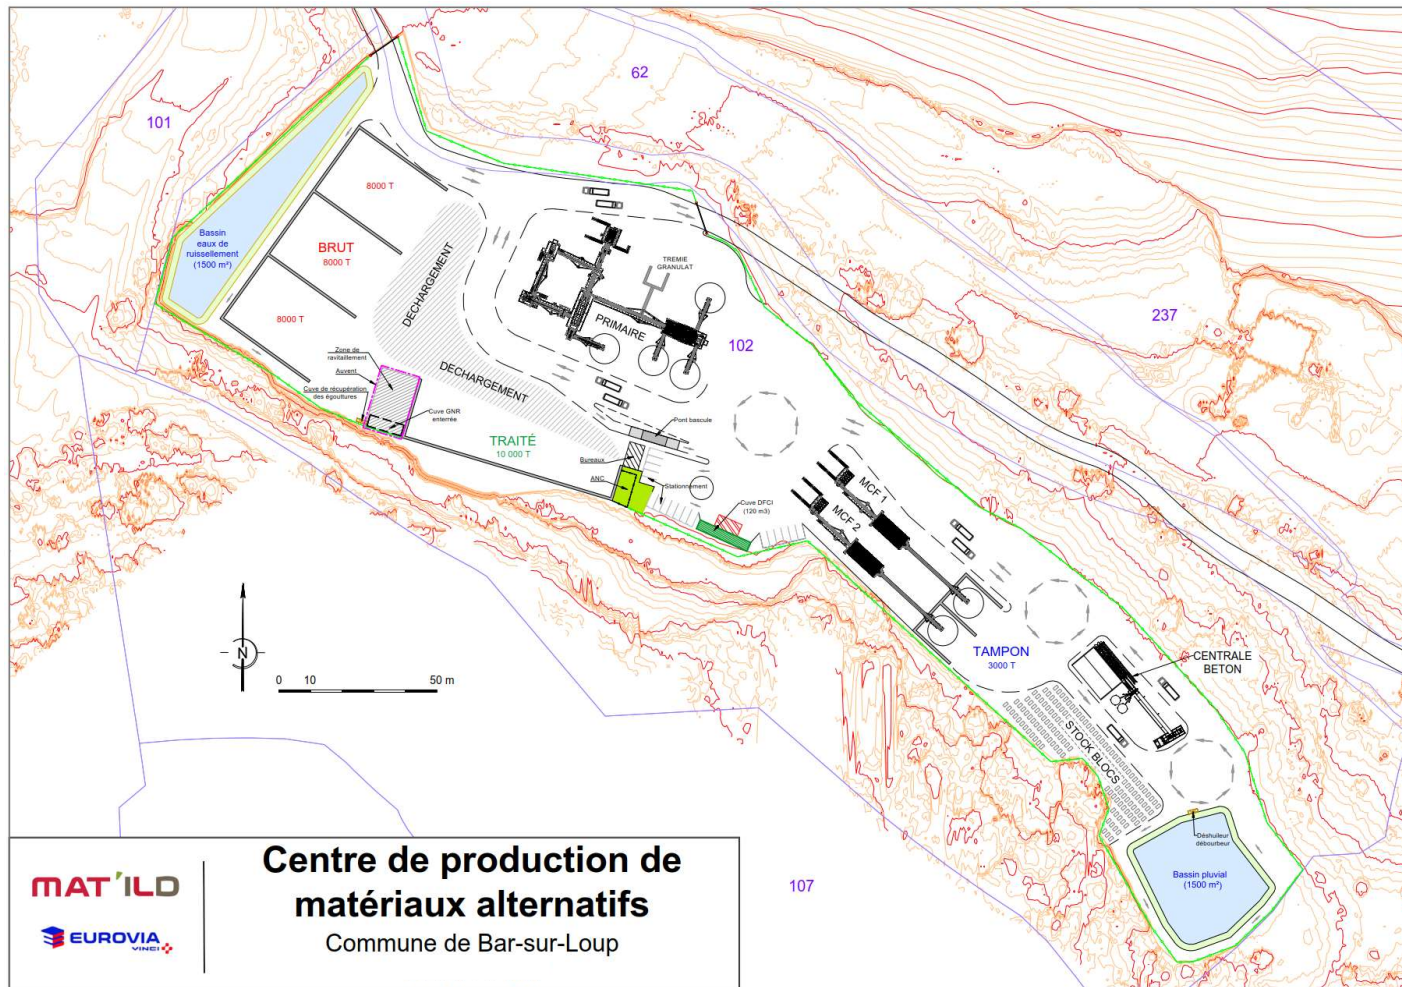 62
101
8000 T
Bassin
eaux de
ruissellement
(1500 m²)
BRUT
8000 T
DECHARGEMENT
TREMIE
GRANULAT
237
8000 T
PRIMAIRE
102
Zone de
ravitaillement
Auvent
Cuve de récupération
des égouttures
DECHARGEMENT
Cuve GNR
enterrée
Pont bascule
TRAITÉ
10 000 T
Bureaux
ANC
Stationnement
MCF 1
MCF 2
Cuve DFCI
(120 m3)
N
0 10 50 m
TAMPON
3000 T
CENTRALE
BETON
STOCK BLOCS
Déshuileur
débourbeur
Bassin pluvial
(1500 m²)
107
MAT'ILD
EUROVIA
VINCI
Centre de production de
matériaux alternatifs
Commune de Bar-sur-Loup